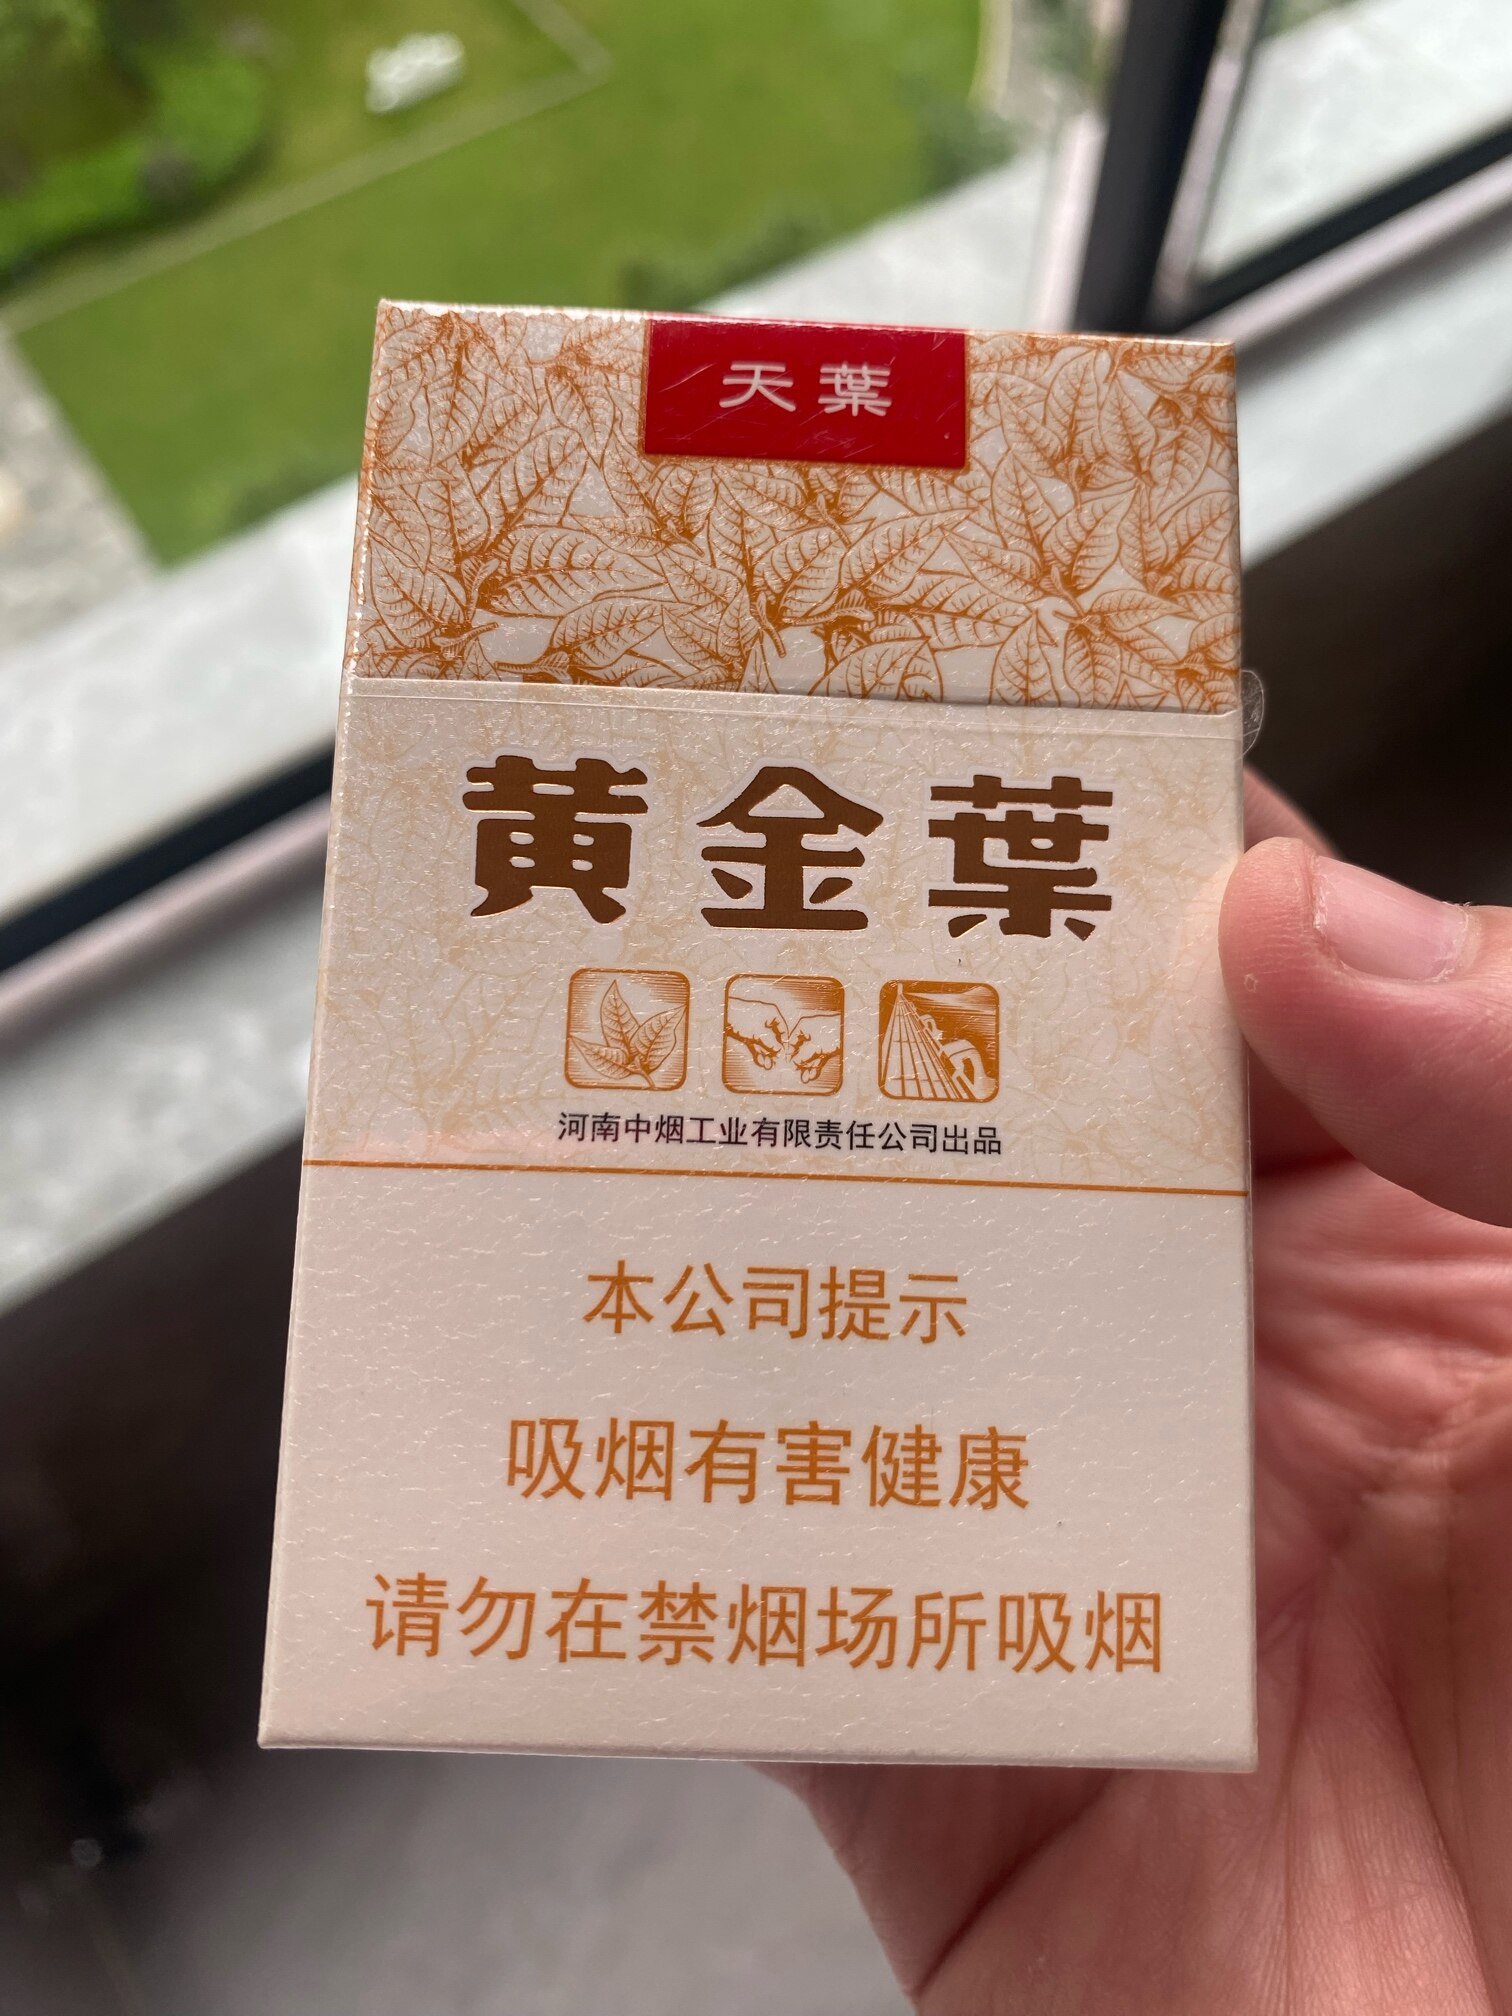 天葉
黄金葉
河南中烟工业有限责任公司出品
本公司提示
吸烟有害健康
请勿在禁烟场所吸烟